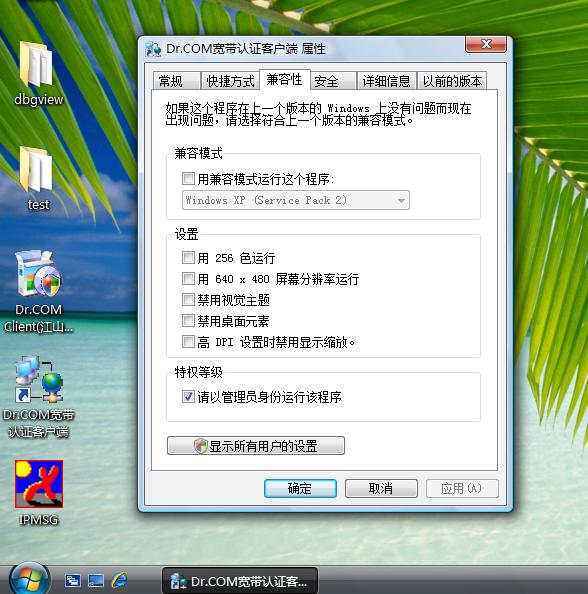 dbgview
test
Dr.COM
Client(江山...
Dr.COM宽带
认证客户端
IPMSG
Dr.COM宽带认证客户端 属性
常规
快捷方式
兼容性
安全
详细信息
以前的版本
如果这个程序在上一个版本的 Windows 上没有问题而现在
出现问题，请选择符合上一个版本的兼容模式。
兼容模式
用兼容模式运行这个程序:
Windows XP (Service Pack 2)
设置
用 256 色运行
用 640 x 480 屏幕分辨率运行
禁用视觉主题
禁用桌面元素
高 DPI 设置时禁用显示缩放。
特权等级
请以管理员身份运行该程序
显示所有用户的设置
确定
取消
应用(A)
Dr.COM宽带认证客...